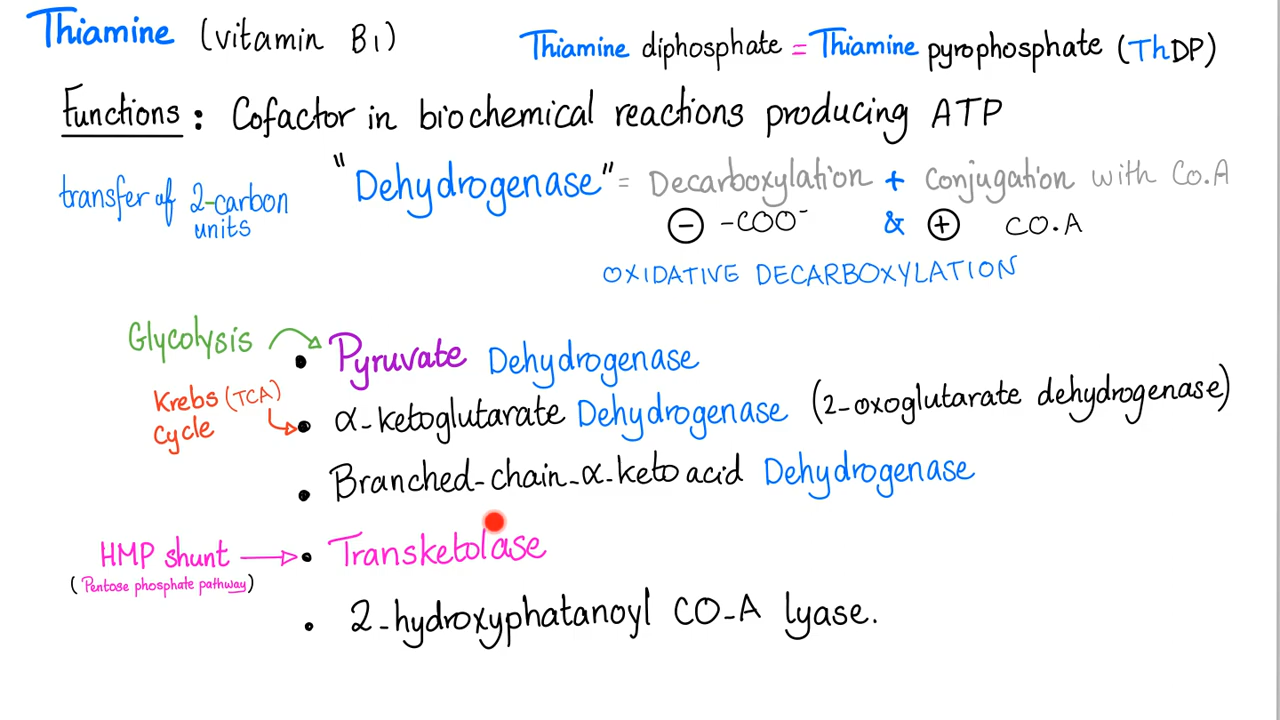 Thiamine (vitamin B1)
Thiamine diphosphate = Thiamine pyrophosphate (ThDP)
Functions : Cofactor in biochemical reactions producing ATP
transfer of 2-carbon units
"Dehydrogenase" = Decarboxylation + Conjugation with Co.A
- -COO- & + CO.A
OXIDATIVE DECARBOXYLATION
Glycolysis
• Pyruvate Dehydrogenase
Krebs (TCA) Cycle
• α-ketoglutarate Dehydrogenase (2-oxoglutarate dehydrogenase)
• Branched-chain-α-keto acid Dehydrogenase
HMP shunt
(Pentose phosphate pathway)
• Transketolase
• 2-hydroxyphatanoyl CO-A lyase.